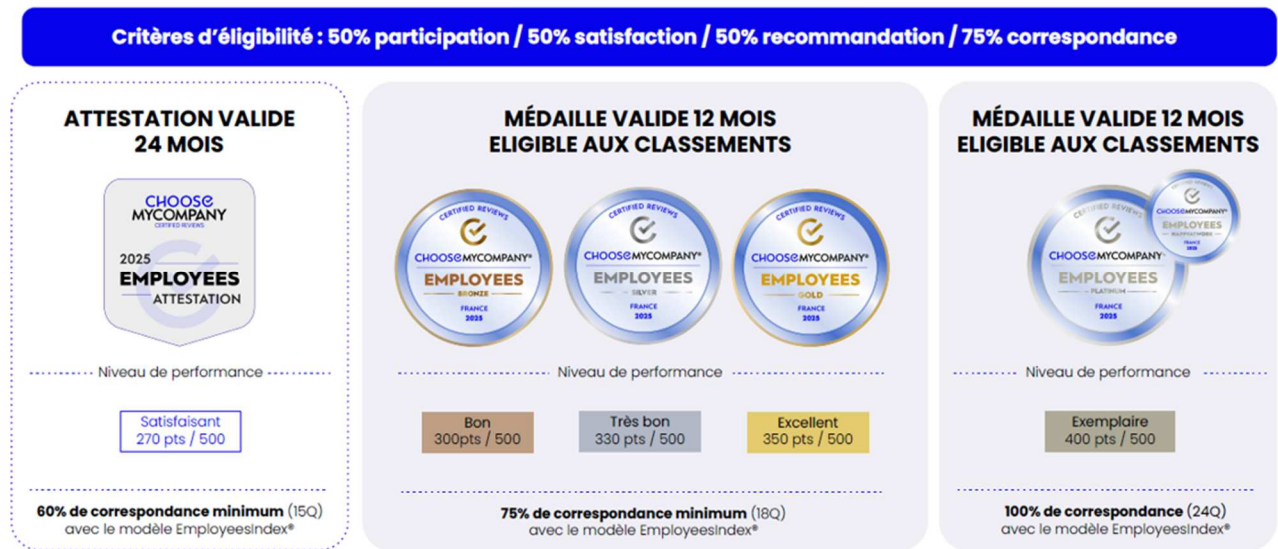 Critères d'éligibilité : 50% participation / 50% satisfaction / 50% recommandation / 75% correspondance
ATTESTATION VALIDE
24 MOIS
CHOOSE
MYCOMPANY
CERTIFIED REVIEWS
2025
EMPLOYEES
ATTESTATION
Niveau de performance
Satisfaisant
270 pts / 500
60% de correspondance minimum (15Q)
avec le modèle EmployeesIndex®
MÉDAILLE VALIDE 12 MOIS
ELIGIBLE AUX CLASSEMENTS
CERTIFIED REVIEWS
CHOOSEMYCOMPANY®
EMPLOYEES
BRONZE
FRANCE
2025
CERTIFIED REVIEWS
CHOOSEMYCOMPANY®
EMPLOYEES
SILVER
FRANCE
2025
CERTIFIED REVIEWS
CHOOSEMYCOMPANY®
EMPLOYEES
GOLD
FRANCE
2025
Niveau de performance
Bon
300pts / 500
Très bon
330 pts / 500
Excellent
350 pts / 500
75% de correspondance minimum (18Q)
avec le modèle EmployeesIndex®
MÉDAILLE VALIDE 12 MOIS
ELIGIBLE AUX CLASSEMENTS
CERTIFIED REVIEWS
CHOOSEMYCOMPANY
EMPLOYEES
PLATINUM
FRANCE
2025
CERTIFIED REVIEWS
CHOOSEMYCOMPANY®
EMPLOYEES
HAPPYATWORK
FRANCE
2025
Niveau de performance
Exemplaire
400 pts / 500
100% de correspondance (24Q)
avec le modèle EmployeesIndex®